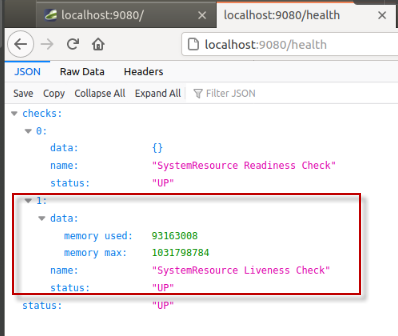 localhost:9080/
localhost:9080/health
localhost:9080/health
JSON Raw Data Headers
Save Copy Collapse All Expand All Filter JSON
checks:
0:
data: {}
name: "SystemResource Readiness Check"
status: "UP"
1:
data:
memory used: 93163008
memory max: 1031798784
name: "SystemResource Liveness Check"
status: "UP"
status: "UP"